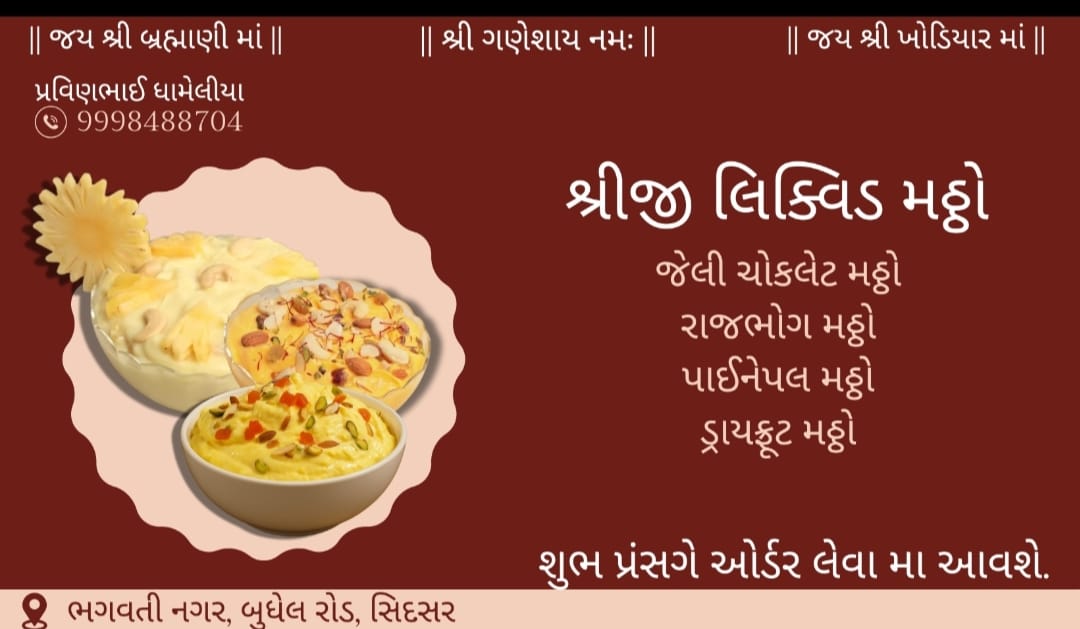 || જય શ્રી બ્રહ્માણી માં ||
|| શ્રી ગણેશાય નમઃ ||
|| જય શ્રી ખોડિયાર માં ||
પ્રવિણભાઈ ધામેલીયા
9998488704
શ્રીજી લિક્વિડ મઠ્ઠો
જેલી ચોકલેટ મઠ્ઠો
રાજભોગ મઠ્ઠો
પાઈનેપલ મઠ્ઠો
ડ્રાયફ્રૂટ મઠ્ઠો
શુભ પ્રંસગે ઓર્ડર લેવા મા આવશે.
ભગવતી નગર, બુધેલ રોડ, સિદસર